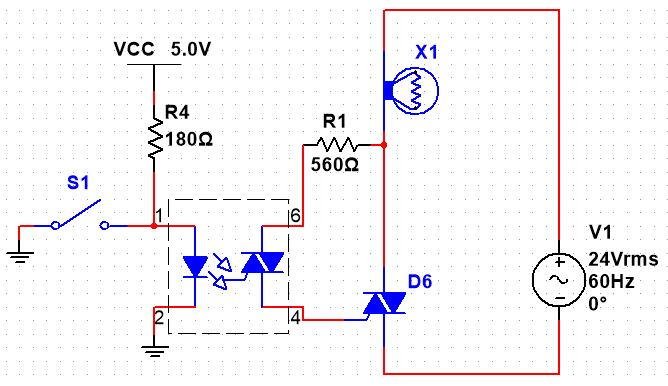 VCC 5.0V
X1
R4
180Ω
R1
560Ω
S1
1
6
V1
24Vrms
60Hz
0°
D6
2
4